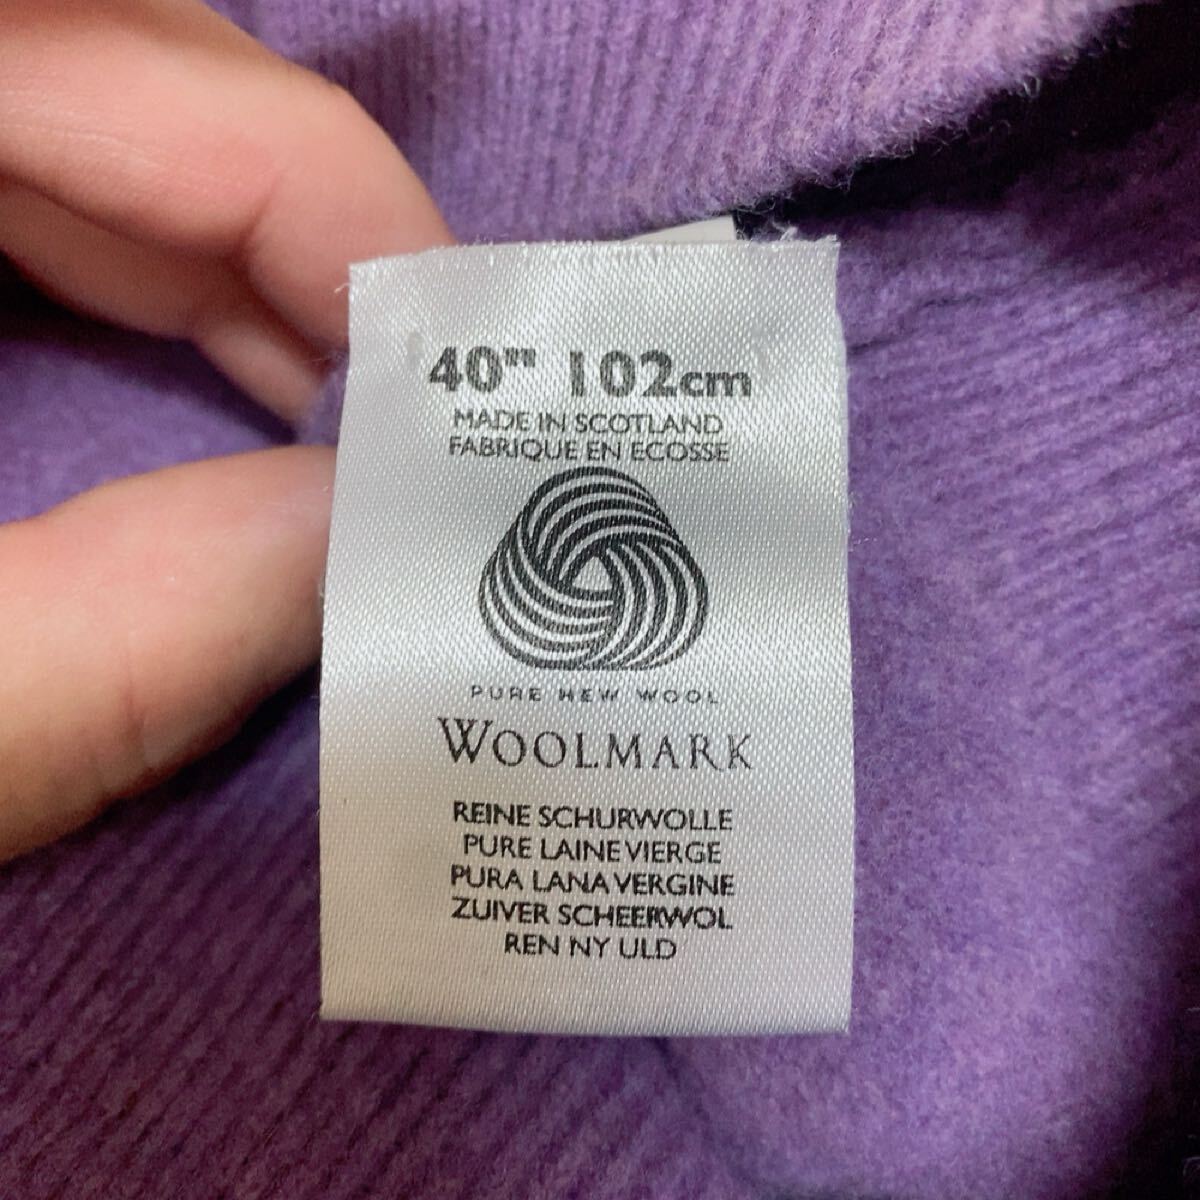 40" 102cm
MADE IN SCOTLAND
FABRIQUE EN ECOSSE
PURE NEW WOOL
WOOLMARK
REINE SCHURWOLLE
PURE LAINE VIERGE
PURA LANA VERGINE
ZUIVER SCHEERWOL
REN NY ULD